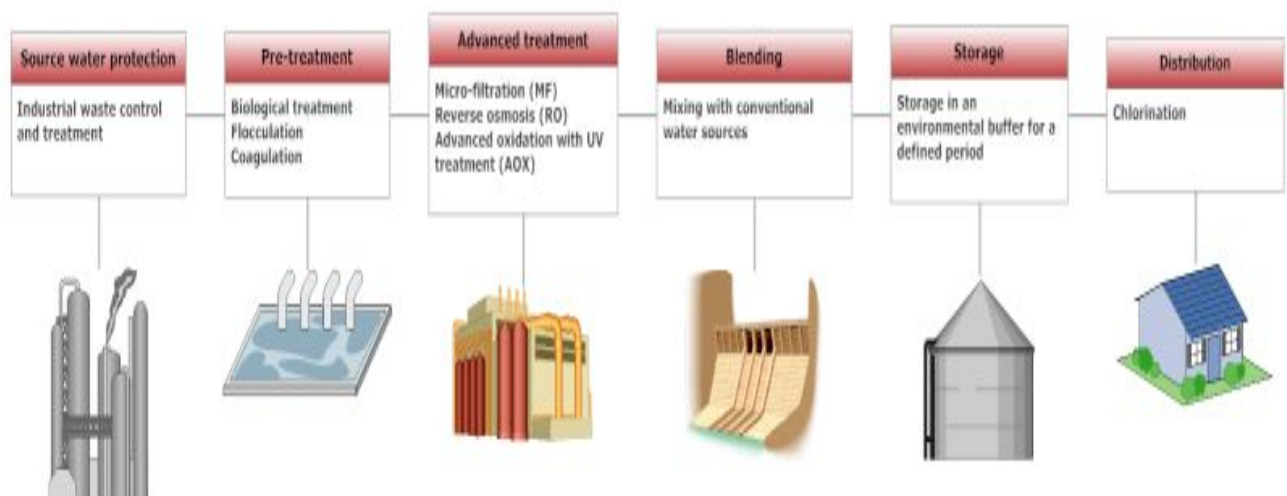 Source water protection
Industrial waste control
and treatment
Pre-treatment
Biological treatment
Flocculation
Coagulation
Advanced treatment
Micro-filtration (MF)
Reverse osmosis (RO)
Advanced oxidation with UV
treatment (AOX)
Blending
Mixing with conventional
water sources
Storage
Storage in an
environmental buffer for a
defined period
Distribution
Chlorination